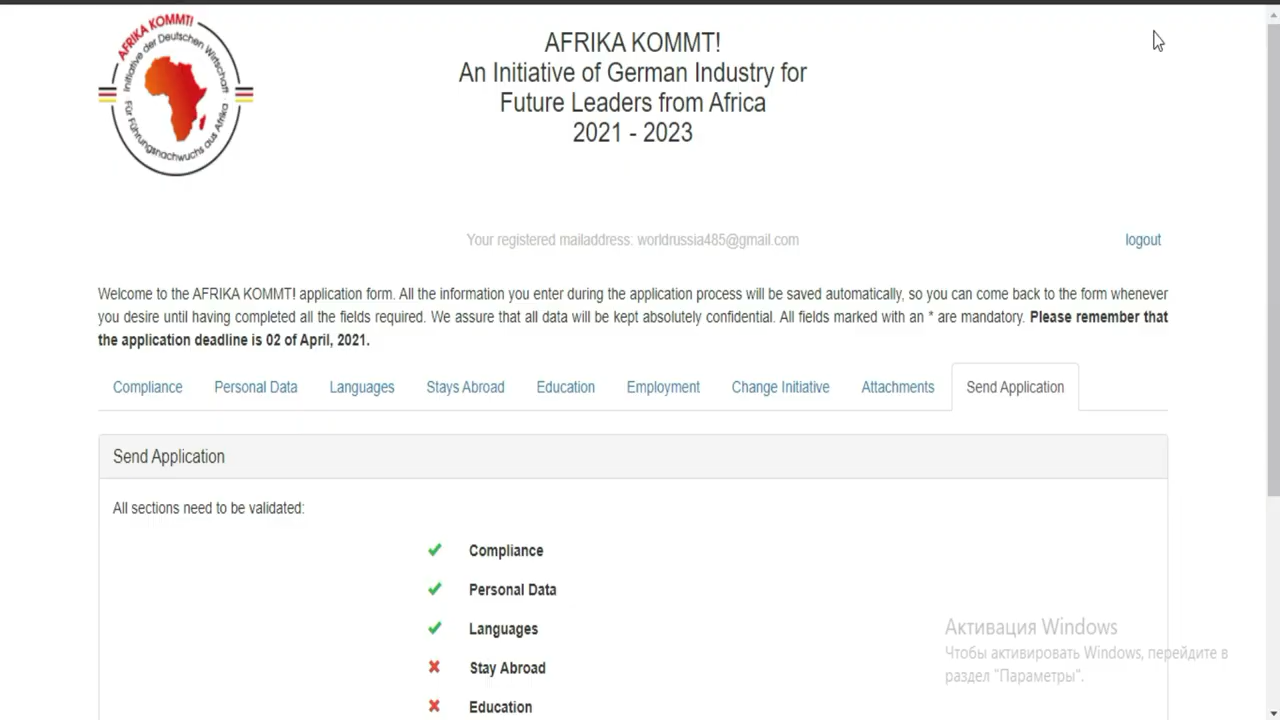 AFRIKA KOMMT!
Initiative der Deutschen Wirtschaft
Für Führungsnachwuchs aus Afrika
AFRIKA KOMMT!
An Initiative of German Industry for
Future Leaders from Africa
2021 - 2023
Your registered mailaddress: worldrussia485@gmail.com
logout
Welcome to the AFRIKA KOMMT! application form. All the information you enter during the application process will be saved automatically, so you can come back to the form whenever
you desire until having completed all the fields required. We assure that all data will be kept absolutely confidential. All fields marked with an * are mandatory. Please remember that
the application deadline is 02 of April, 2021.
Compliance Personal Data Languages Stays Abroad Education Employment Change Initiative Attachments Send Application
Send Application
All sections need to be validated:
Compliance
Personal Data
Languages
Stay Abroad
Education
Активация Windows
Чтобы активировать Windows, перейдите в
раздел "Параметры".